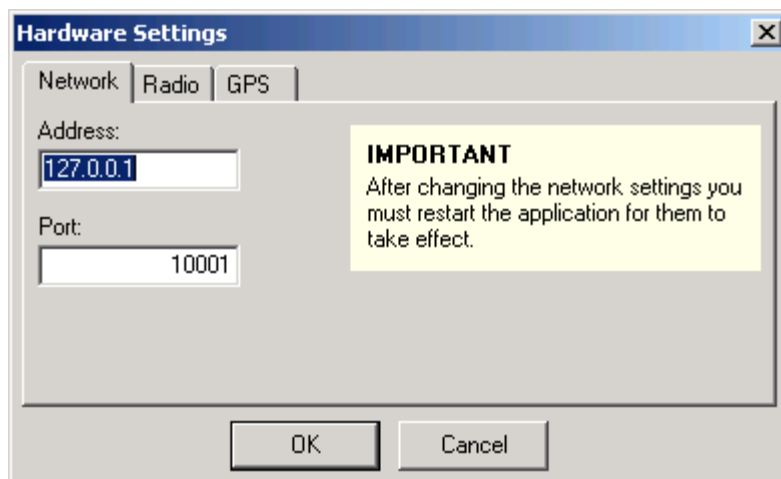 Hardware Settings
Network Radio GPS
Address:
127.0.0.1
Port:
10001
IMPORTANT
After changing the network settings you
must restart the application for them to
take effect.
OK Cancel